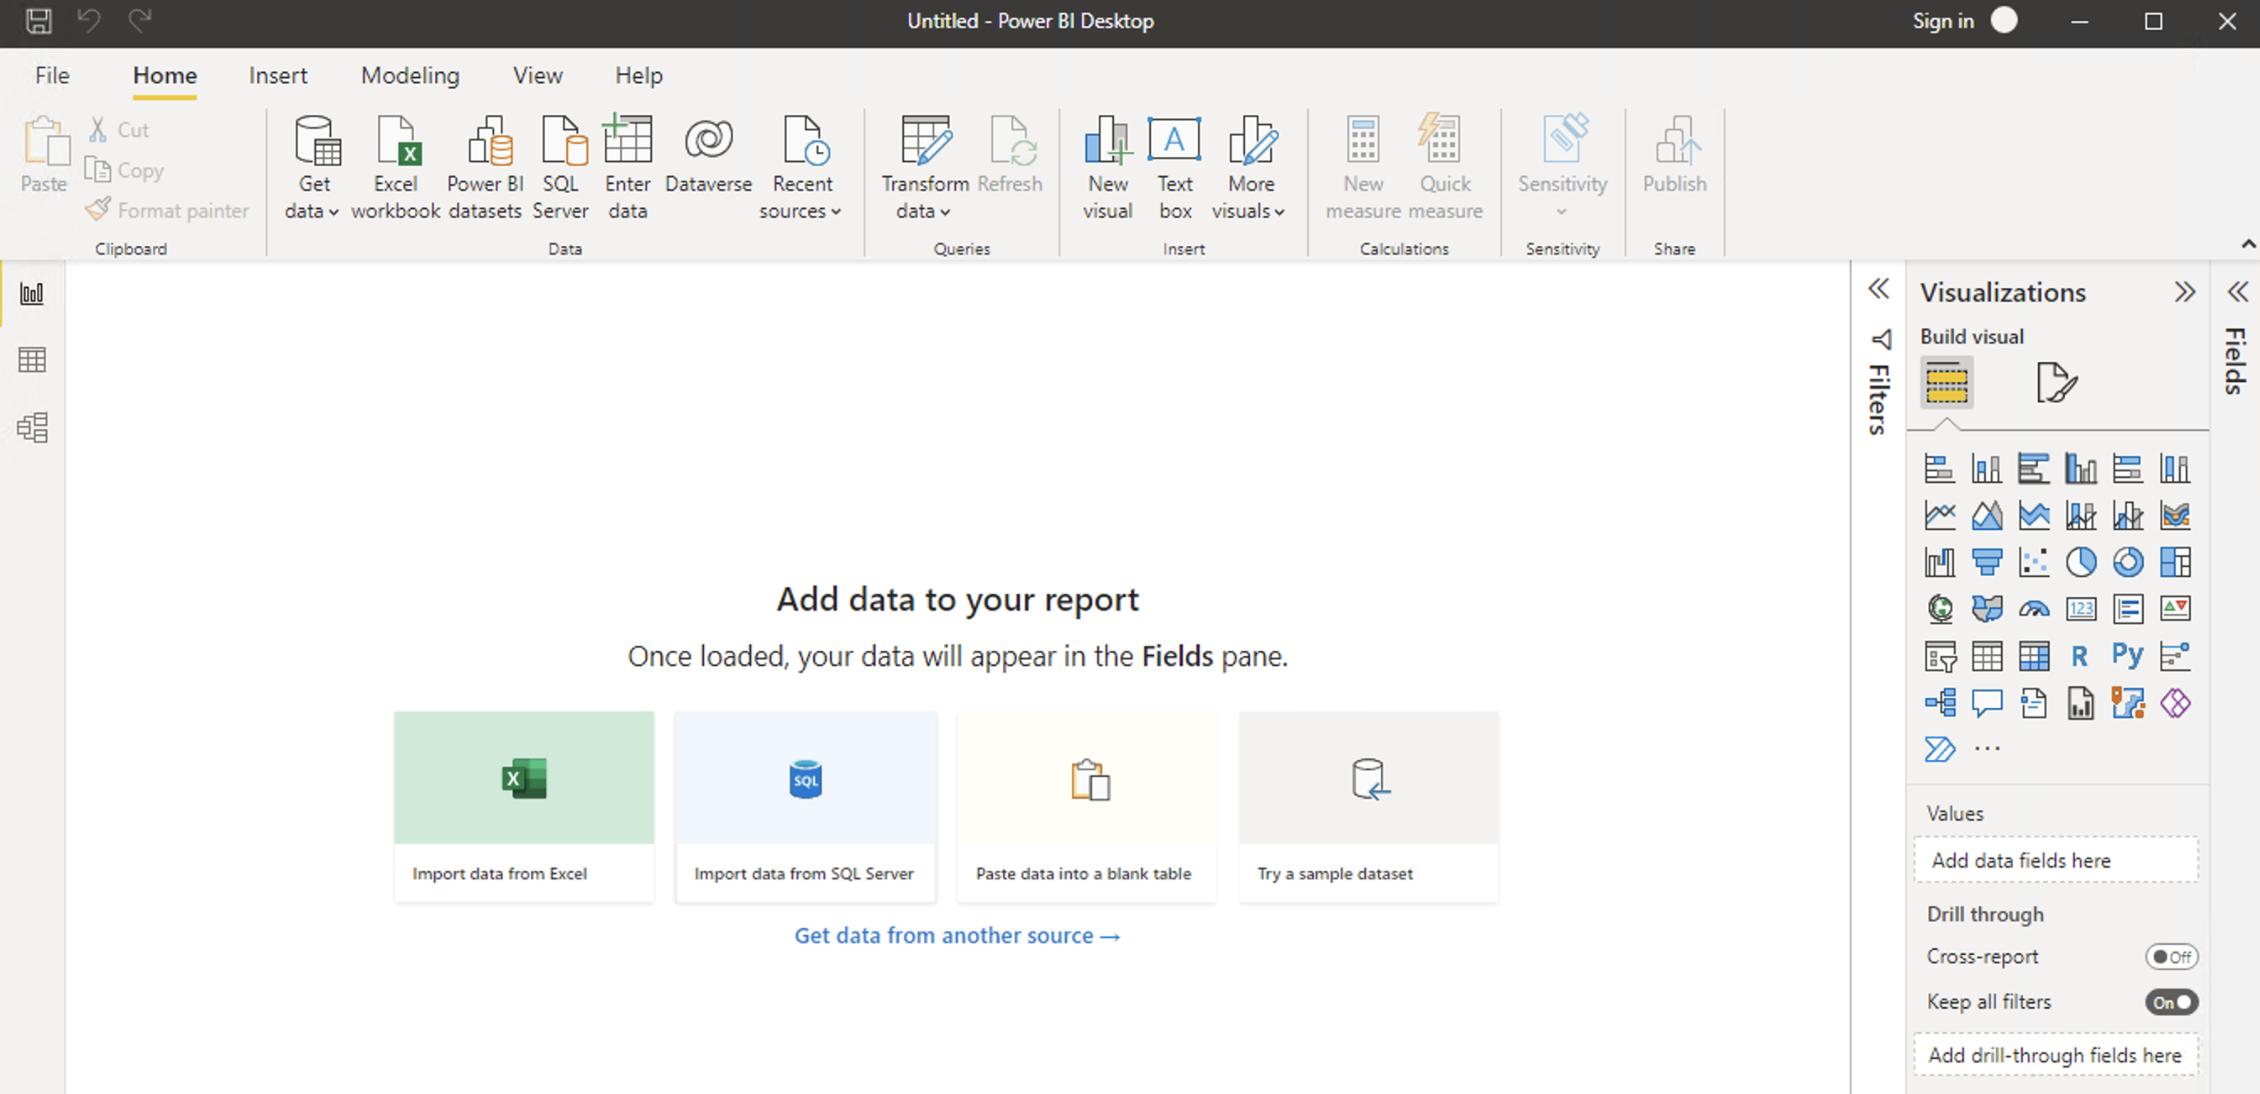 Untitled - Power BI Desktop
Sign in
File Home Insert Modeling View Help
Paste
Cut
Copy
Format painter
Clipboard
Get data
Excel workbook
Power BI datasets
SQL Server
Enter data
Dataverse
Recent sources
Data
Transform data
Refresh
Queries
New visual
Text box
A
More visuals
Insert
New measure
Quick measure
Calculations
Sensitivity
Sensitivity
Publish
Share
Add data to your report
Once loaded, your data will appear in the Fields pane.
X
SQL
Import data from Excel
Import data from SQL Server
Paste data into a blank table
Try a sample dataset
Get data from another source →
Filters
Visualizations
Build visual
123
R
Py
Values
Add data fields here
Drill through
Cross-report
Off
Keep all filters
On
Add drill-through fields here
Fields